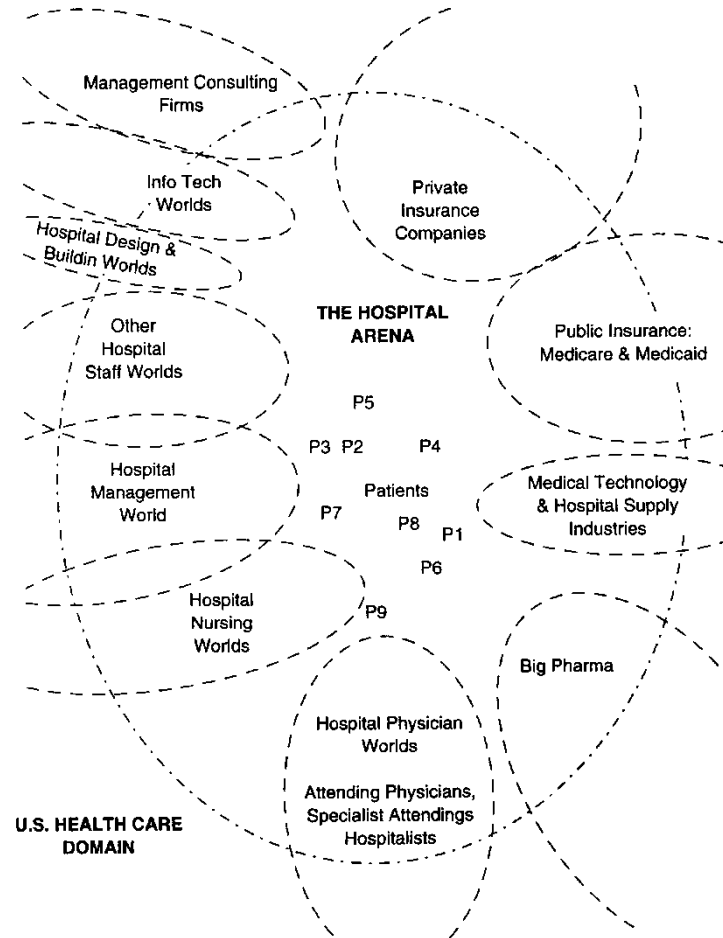 Management Consulting
Firms
Info Tech
Worlds
Private
Insurance
Companies
Hospital Design &
Buildin Worlds
THE HOSPITAL
ARENA
Other
Hospital
Staff Worlds
Public Insurance:
Medicare & Medicaid
P5
P3 P2 P4
Hospital
Management
World
Patients
Medical Technology
& Hospital Supply
Industries
P7
P8
P1
P6
Hospital
Nursing
Worlds
P9
Big Pharma
Hospital Physician
Worlds
Attending Physicians,
Specialist Attendings
Hospitalists
U.S. HEALTH CARE
DOMAIN